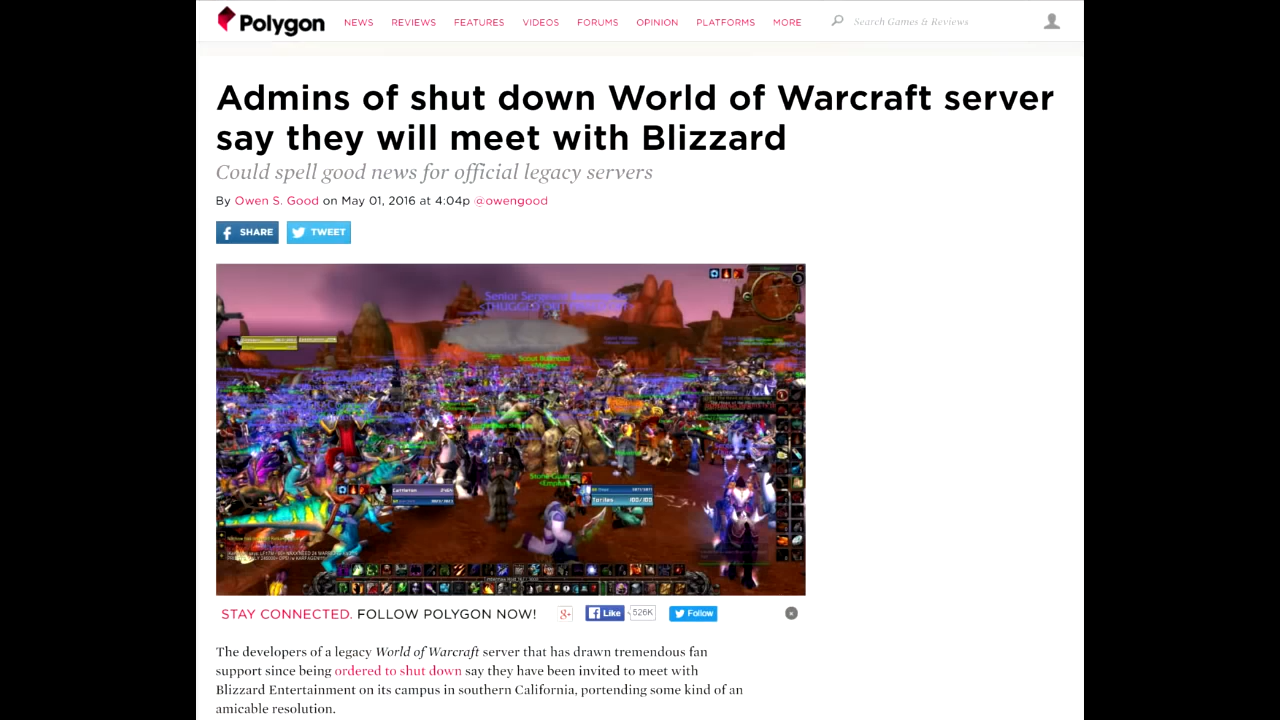 Polygon
NEWS REVIEWS FEATURES VIDEOS FORUMS OPINION PLATFORMS MORE Search Games & Reviews
Admins of shut down World of Warcraft server
say they will meet with Blizzard
Could spell good news for official legacy servers
By Owen S. Good on May 01, 2016 at 4:04p @owengood
SHARE TWEET
Senior Sergeant
STAY CONNECTED. FOLLOW POLYGON NOW! g+ Like 526K Follow
The developers of a legacy World of Warcraft server that has drawn tremendous fan
support since being ordered to shut down say they have been invited to meet with
Blizzard Entertainment on its campus in southern California, portending some kind of an
amicable resolution.